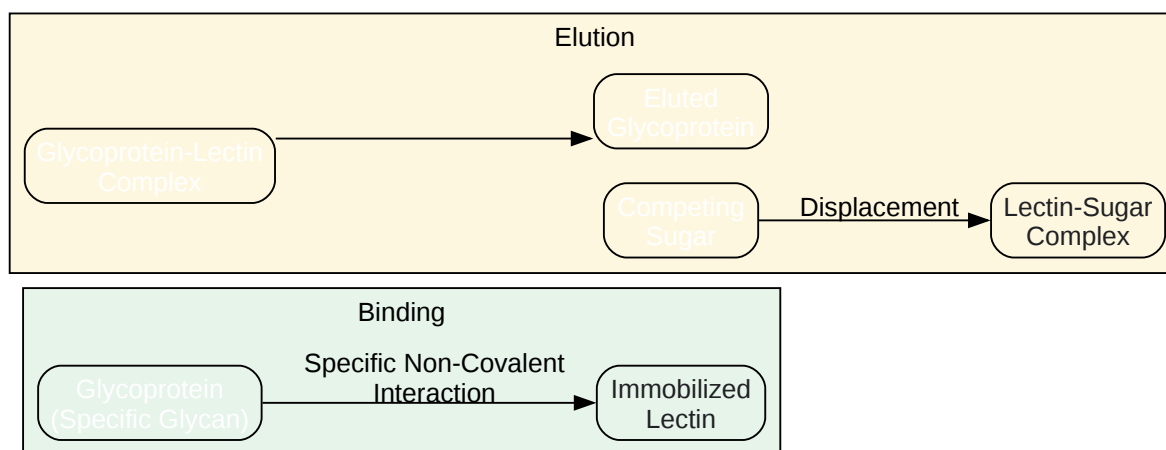 Elution
Eluted
Glycoprotein
Glycoprotein-Lectin
Complex
Competing
Sugar
Displacement
Lectin-Sugar
Complex
Binding
Glycoprotein
(Specific Glycan)
Specific Non-Covalent
Interaction
Immobilized
Lectin